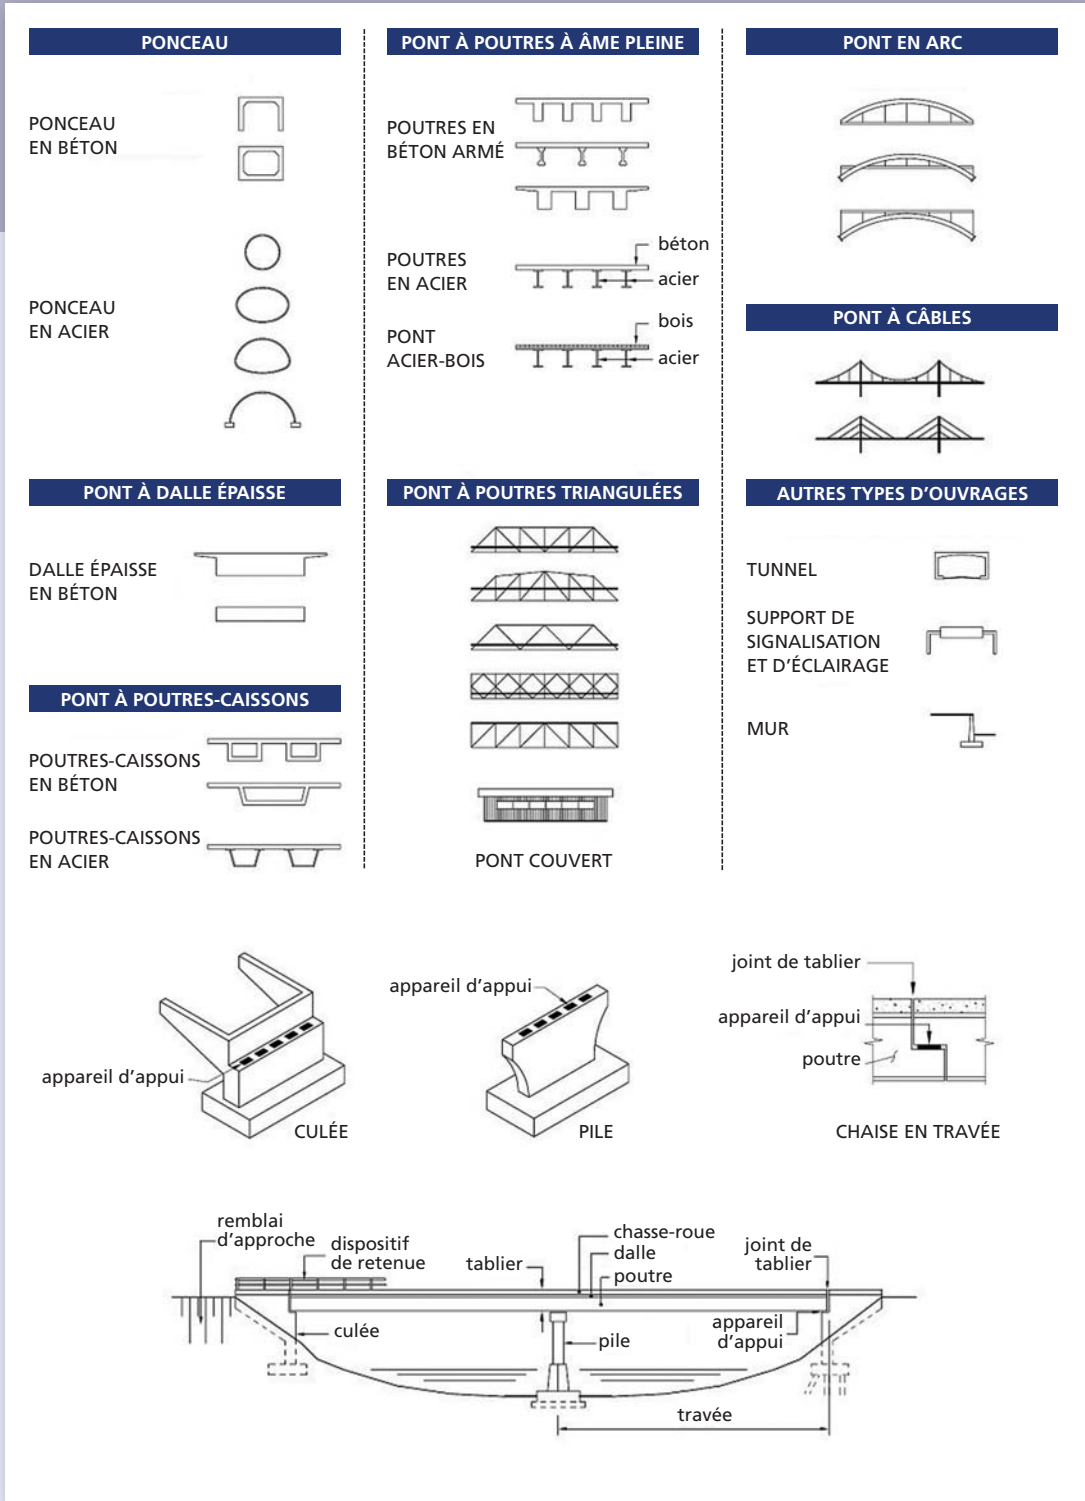 PONCEAU
PONCEAU
EN BÉTON
PONCEAU
EN ACIER
PONT À DALLE ÉPAISSE
DALLE ÉPAISSE
EN BÉTON
PONT À POUTRES-CAISSONS
POUTRES-CAISSONS
EN BÉTON
POUTRES-CAISSONS
EN ACIER
PONT À POUTRES À ÂME PLEINE
POUTRES EN
BÉTON ARMÉ
POUTRES
EN ACIER
béton
acier
PONT
ACIER-BOIS
bois
acier
PONT À POUTRES TRIANGULÉES
PONT COUVERT
PONT EN ARC
PONT À CÂBLES
AUTRES TYPES D'OUVRAGES
TUNNEL
SUPPORT DE
SIGNALISATION
ET D'ÉCLAIRAGE
MUR
appareil d'appui
CULÉE
appareil d'appui
PILE
joint de tablier
appareil d'appui
poutre
CHAISE EN TRAVÉE
remblai
d'approche
dispositif
de retenue
tablier
chasse-roue
dalle
poutre
joint de
tablier
culée
pile
appareil
d'appui
travée